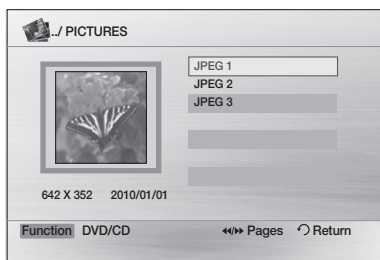 ../ PICTURES
JPEG 1
JPEG 2
JPEG 3
642 X 352 2010/01/01
Function DVD/CD ◀◀/▶▶ Pages ↶ Return